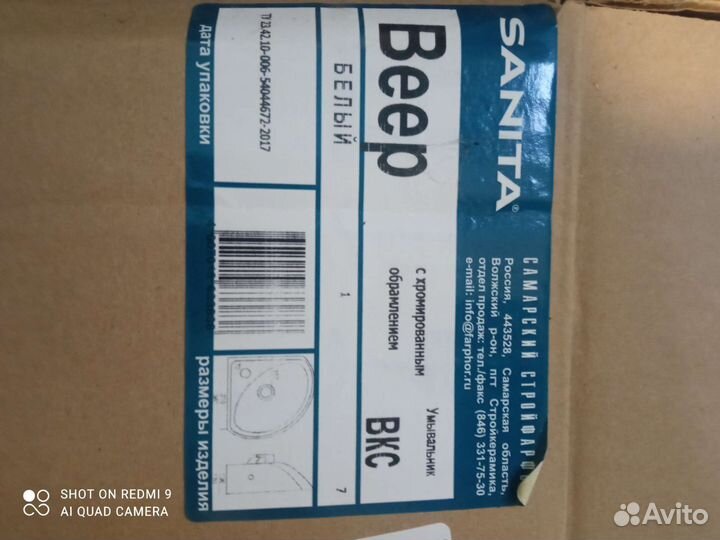 SANITA®
САМАРСКИЙ СТРОЙФАРФ
Россия, 443528, Самарская область,
Волжский р-он, пгт Стройкерамика,
отдел продаж: тел./факс (846) 331-75-30
e-mail: info@farphor.ru
Веер
Умывальник
с хромированным
обрамлением
ВКС
БЕЛЫЙ
1
7
ТУ 23.42.10-006-54044672-2017
дата упаковки
размеры изделия
SHOT ON REDMI 9
AI QUAD CAMERA
Avito